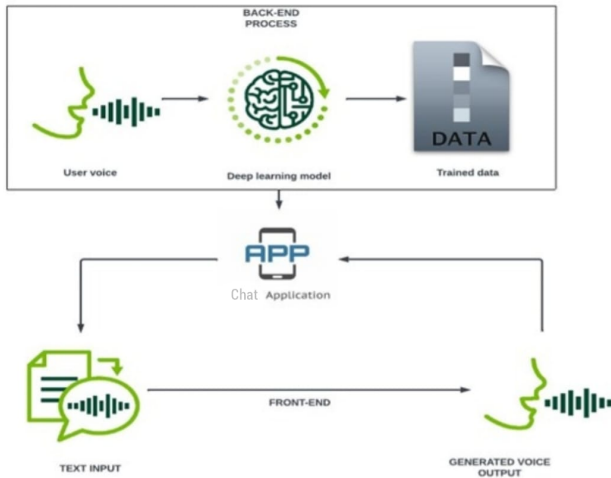 BACK-END
PROCESS
DATA
User voice
Deep learning model
Trained data
APP
Chat Application
FRONT-END
TEXT INPUT
GENERATED VOICE
OUTPUT